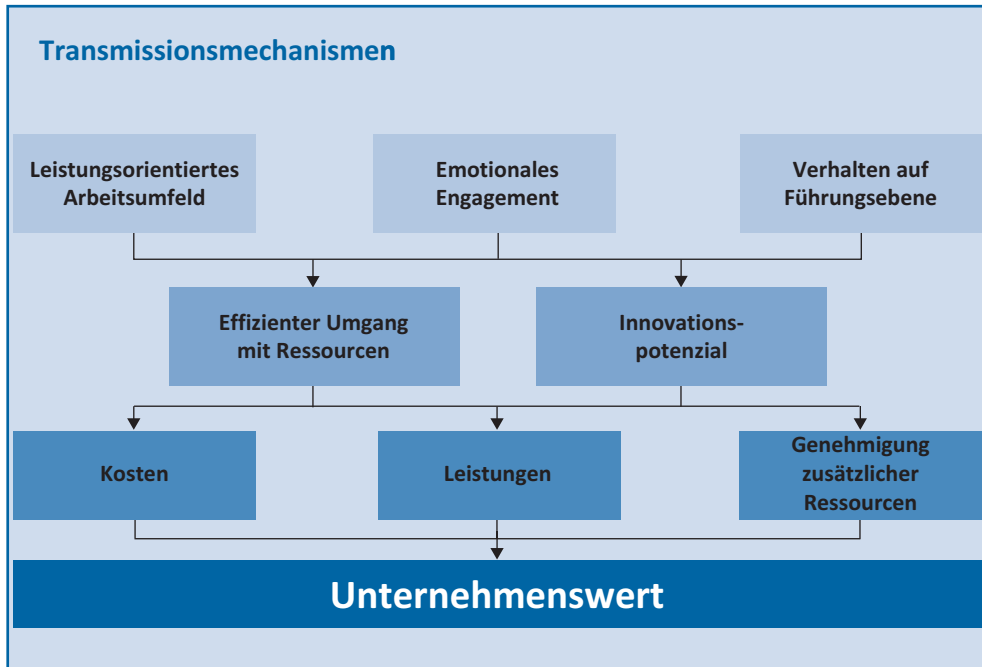 Transmissionsmechanismen
Leistungsorientiertes
Arbeitsumfeld
Emotionales
Engagement
Verhalten auf
Führungsebene
Effizienter Umgang
mit Ressourcen
Innovations-
potenzial
Kosten
Leistungen
Genehmigung
zusätzlicher
Ressourcen
Unternehmenswert